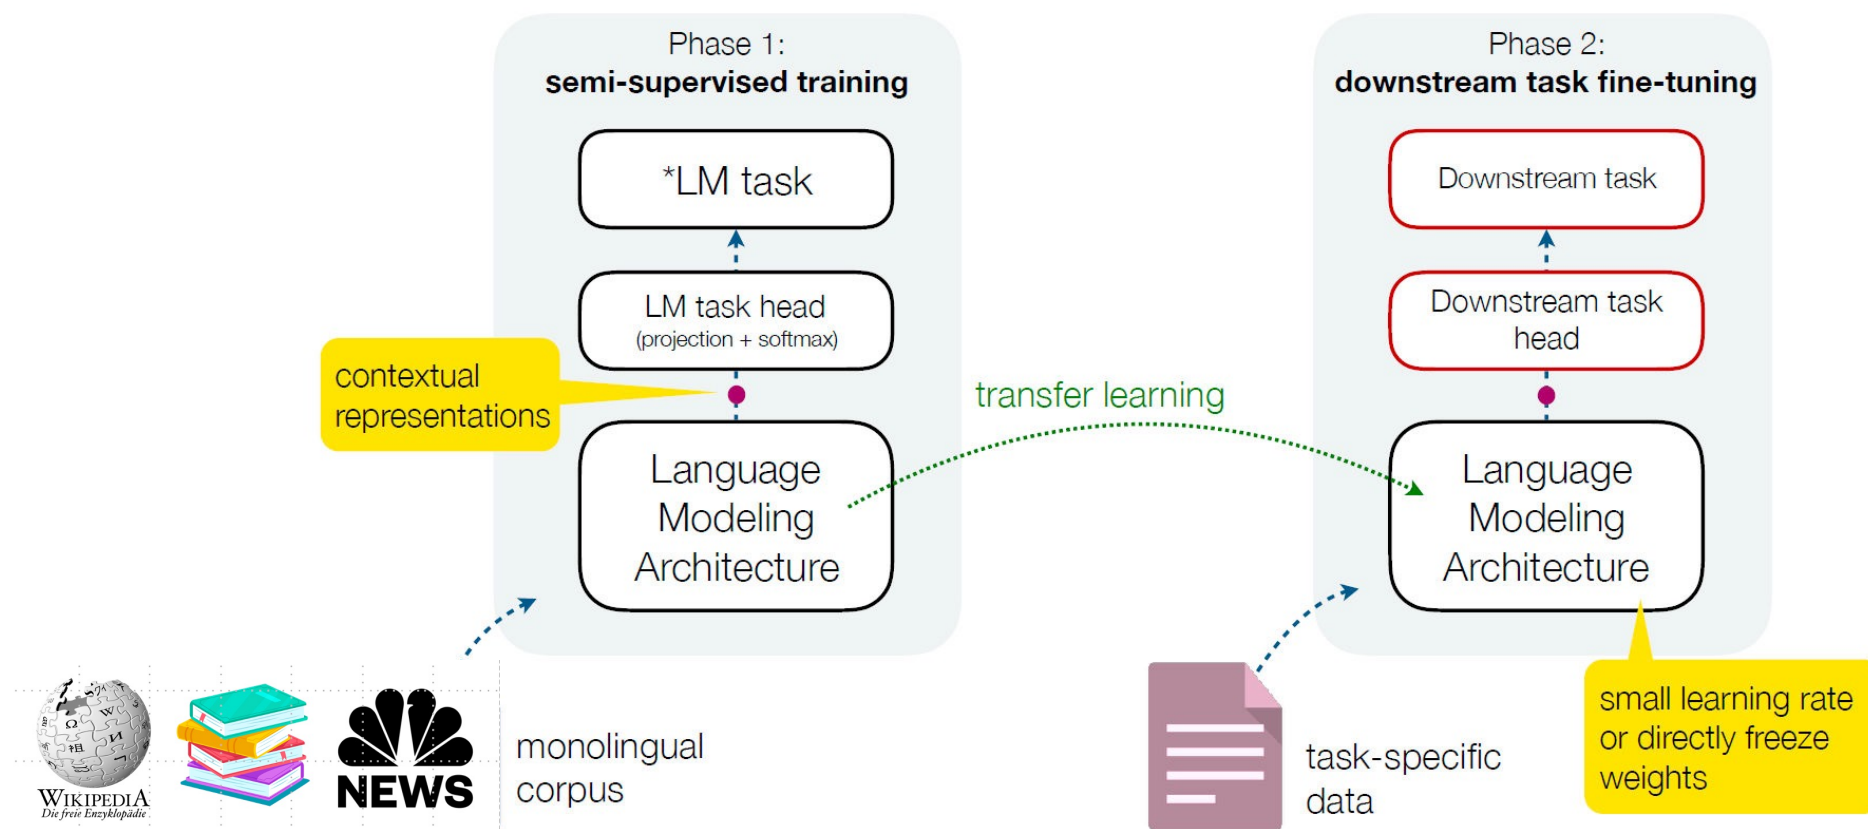 Phase 1:
semi-supervised training
*LM task
LM task head
(projection + softmax)
contextual
representations
Language
Modeling
Architecture
transfer learning
Phase 2:
downstream task fine-tuning
Downstream task
Downstream task
head
Language
Modeling
Architecture
small learning rate
or directly freeze
weights
task-specific
data
monolingual
corpus
WIKIPEDIA
Die freie Enzyklopädie
NEWS